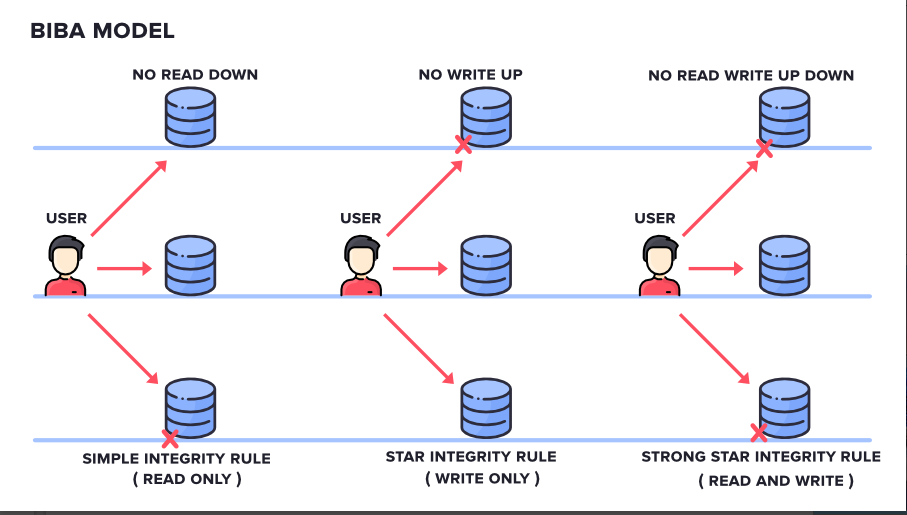 BIBA MODEL
NO READ DOWN
NO WRITE UP
NO READ WRITE UP DOWN
USER
USER
USER
SIMPLE INTEGRITY RULE
( READ ONLY )
STAR INTEGRITY RULE
( WRITE ONLY )
STRONG STAR INTEGRITY RULE
( READ AND WRITE )